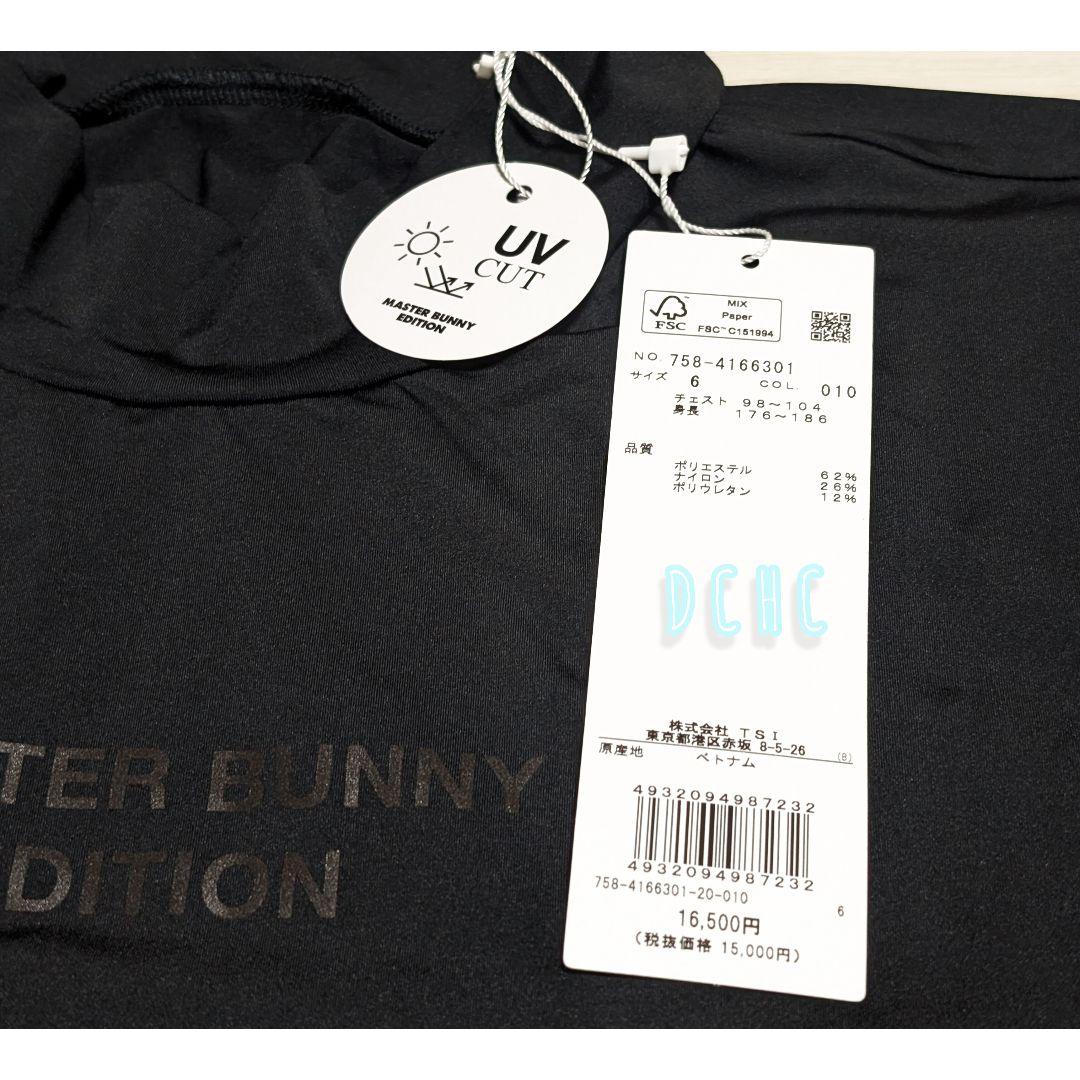 UV
CUT
MASTER BUNNY
EDITION
MIX
Paper
FSC™ C151994
FSC
NO. 758-4166301
サイズ 6 COL. 010
チェスト 98~104
身長 176~186
品質
ポリエステル 62%
ナイロン 26%
ポリウレタン 12%
DCHC
株式会社 TSI
東京都港区赤坂 8-5-26 (B)
原産地 ベトナム
4932094987232
4932094987232
758-4166301-20-010 6
16,500円
(税抜価格 15,000円)
TER BUNNY
DITION